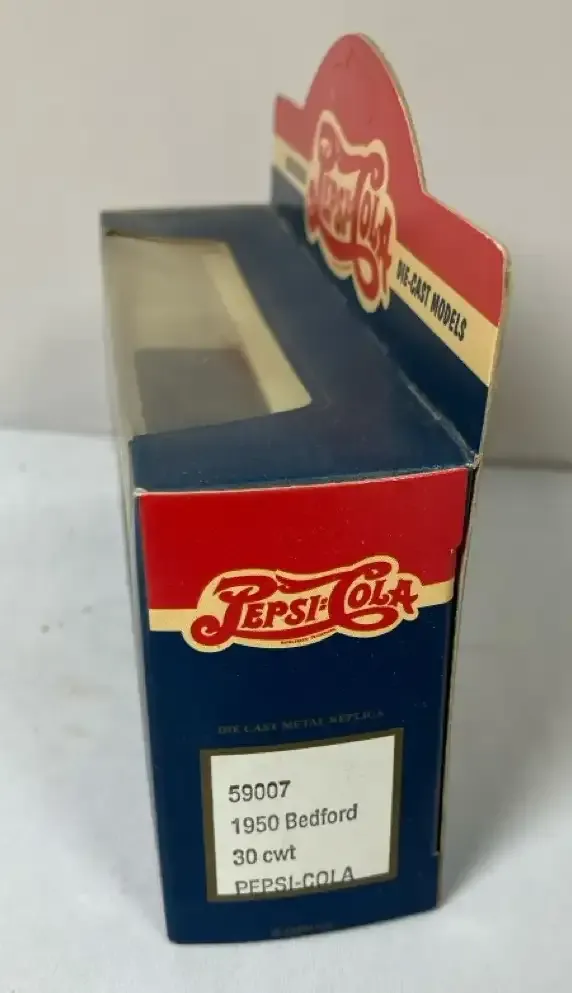 PEPSI-COLA
DIE-CAST MODELS
PEPSI:COLA
DIE CAST METAL REPLICA
59007
1950 Bedford
30 cwt
PEPSI-COLA